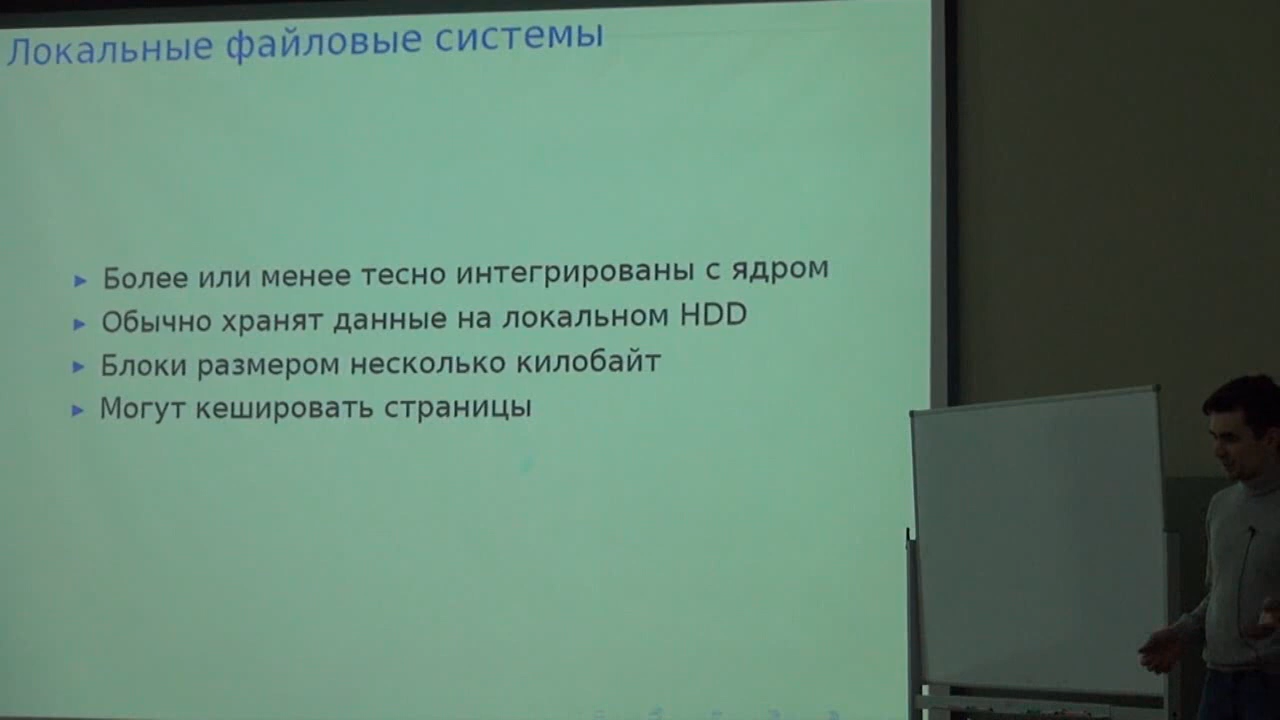 Локальные файловые системы
Более или менее тесно интегрированы с ядром
Обычно хранят данные на локальном HDD
Блоки размером несколько килобайт
Могут кешировать страницы